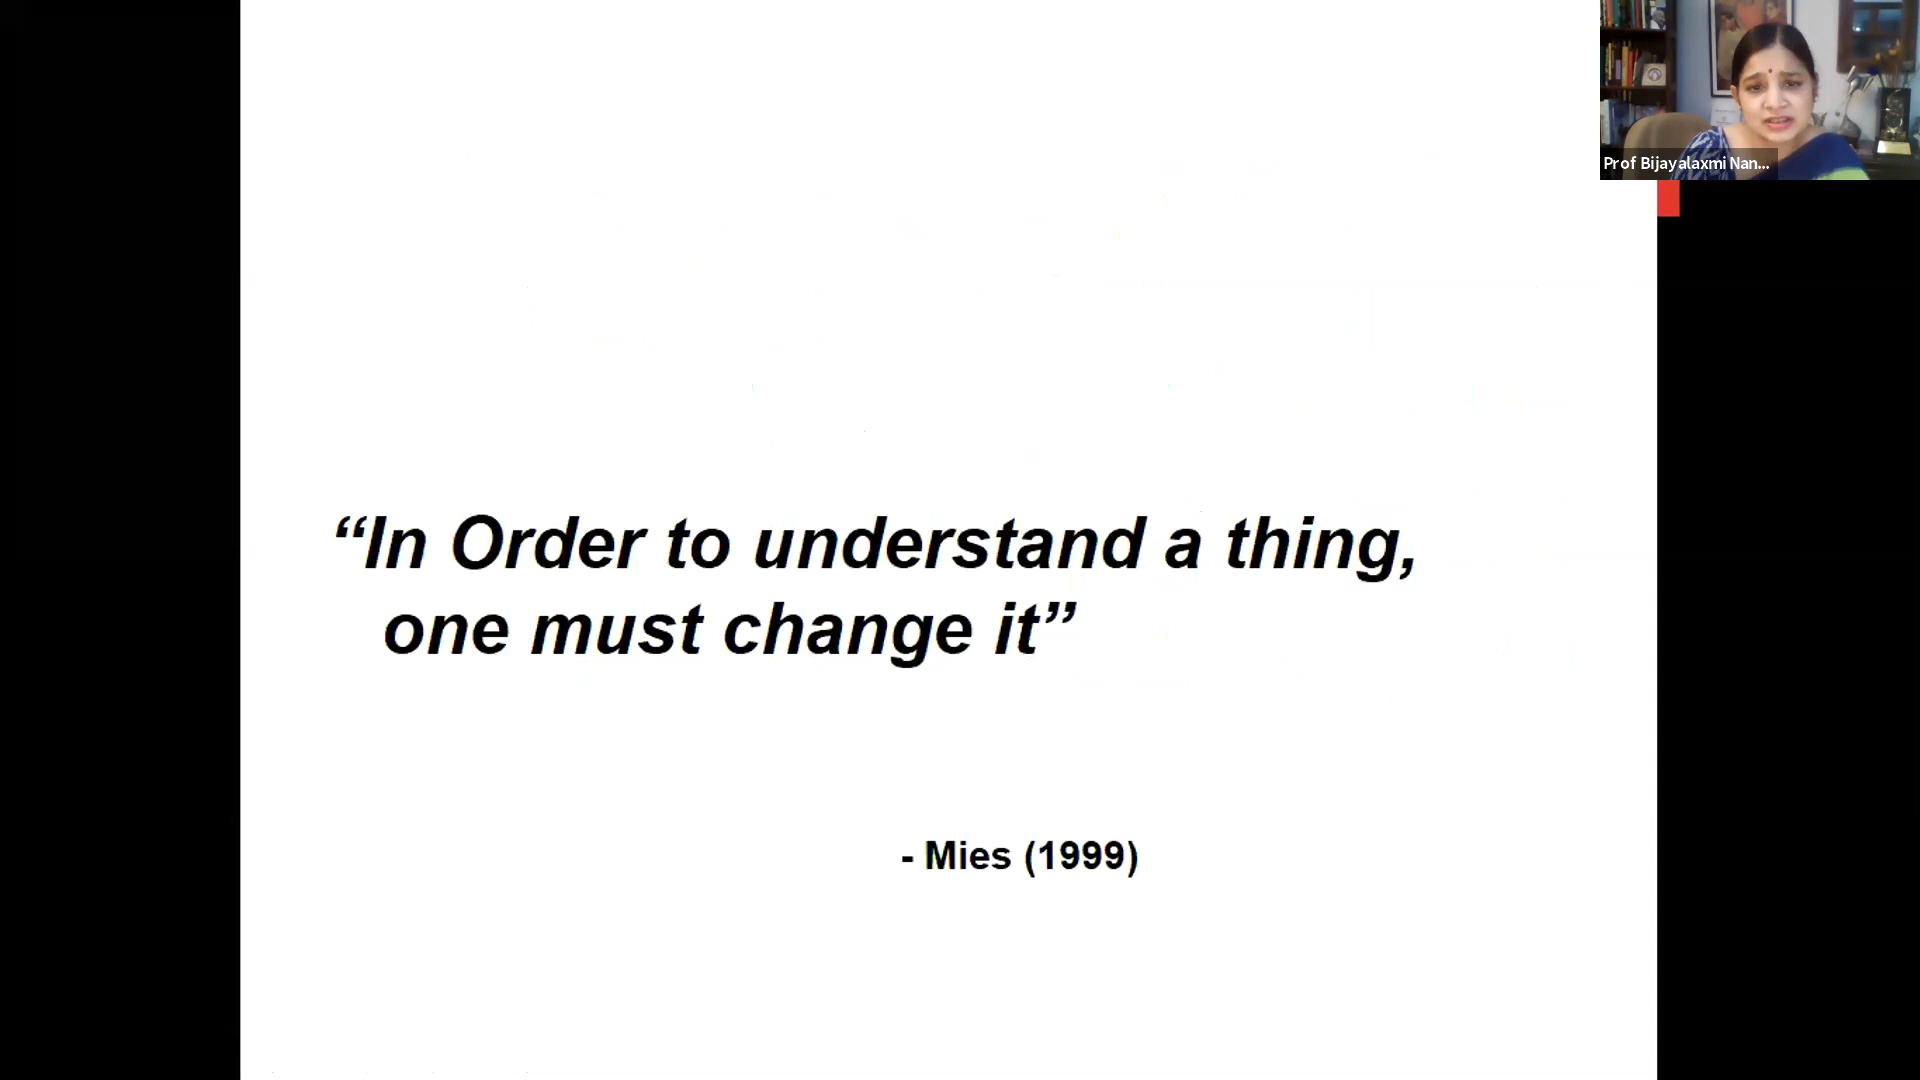 Prof Bijayalaxmi Nan...
“In Order to understand a thing,
one must change it”
- Mies (1999)